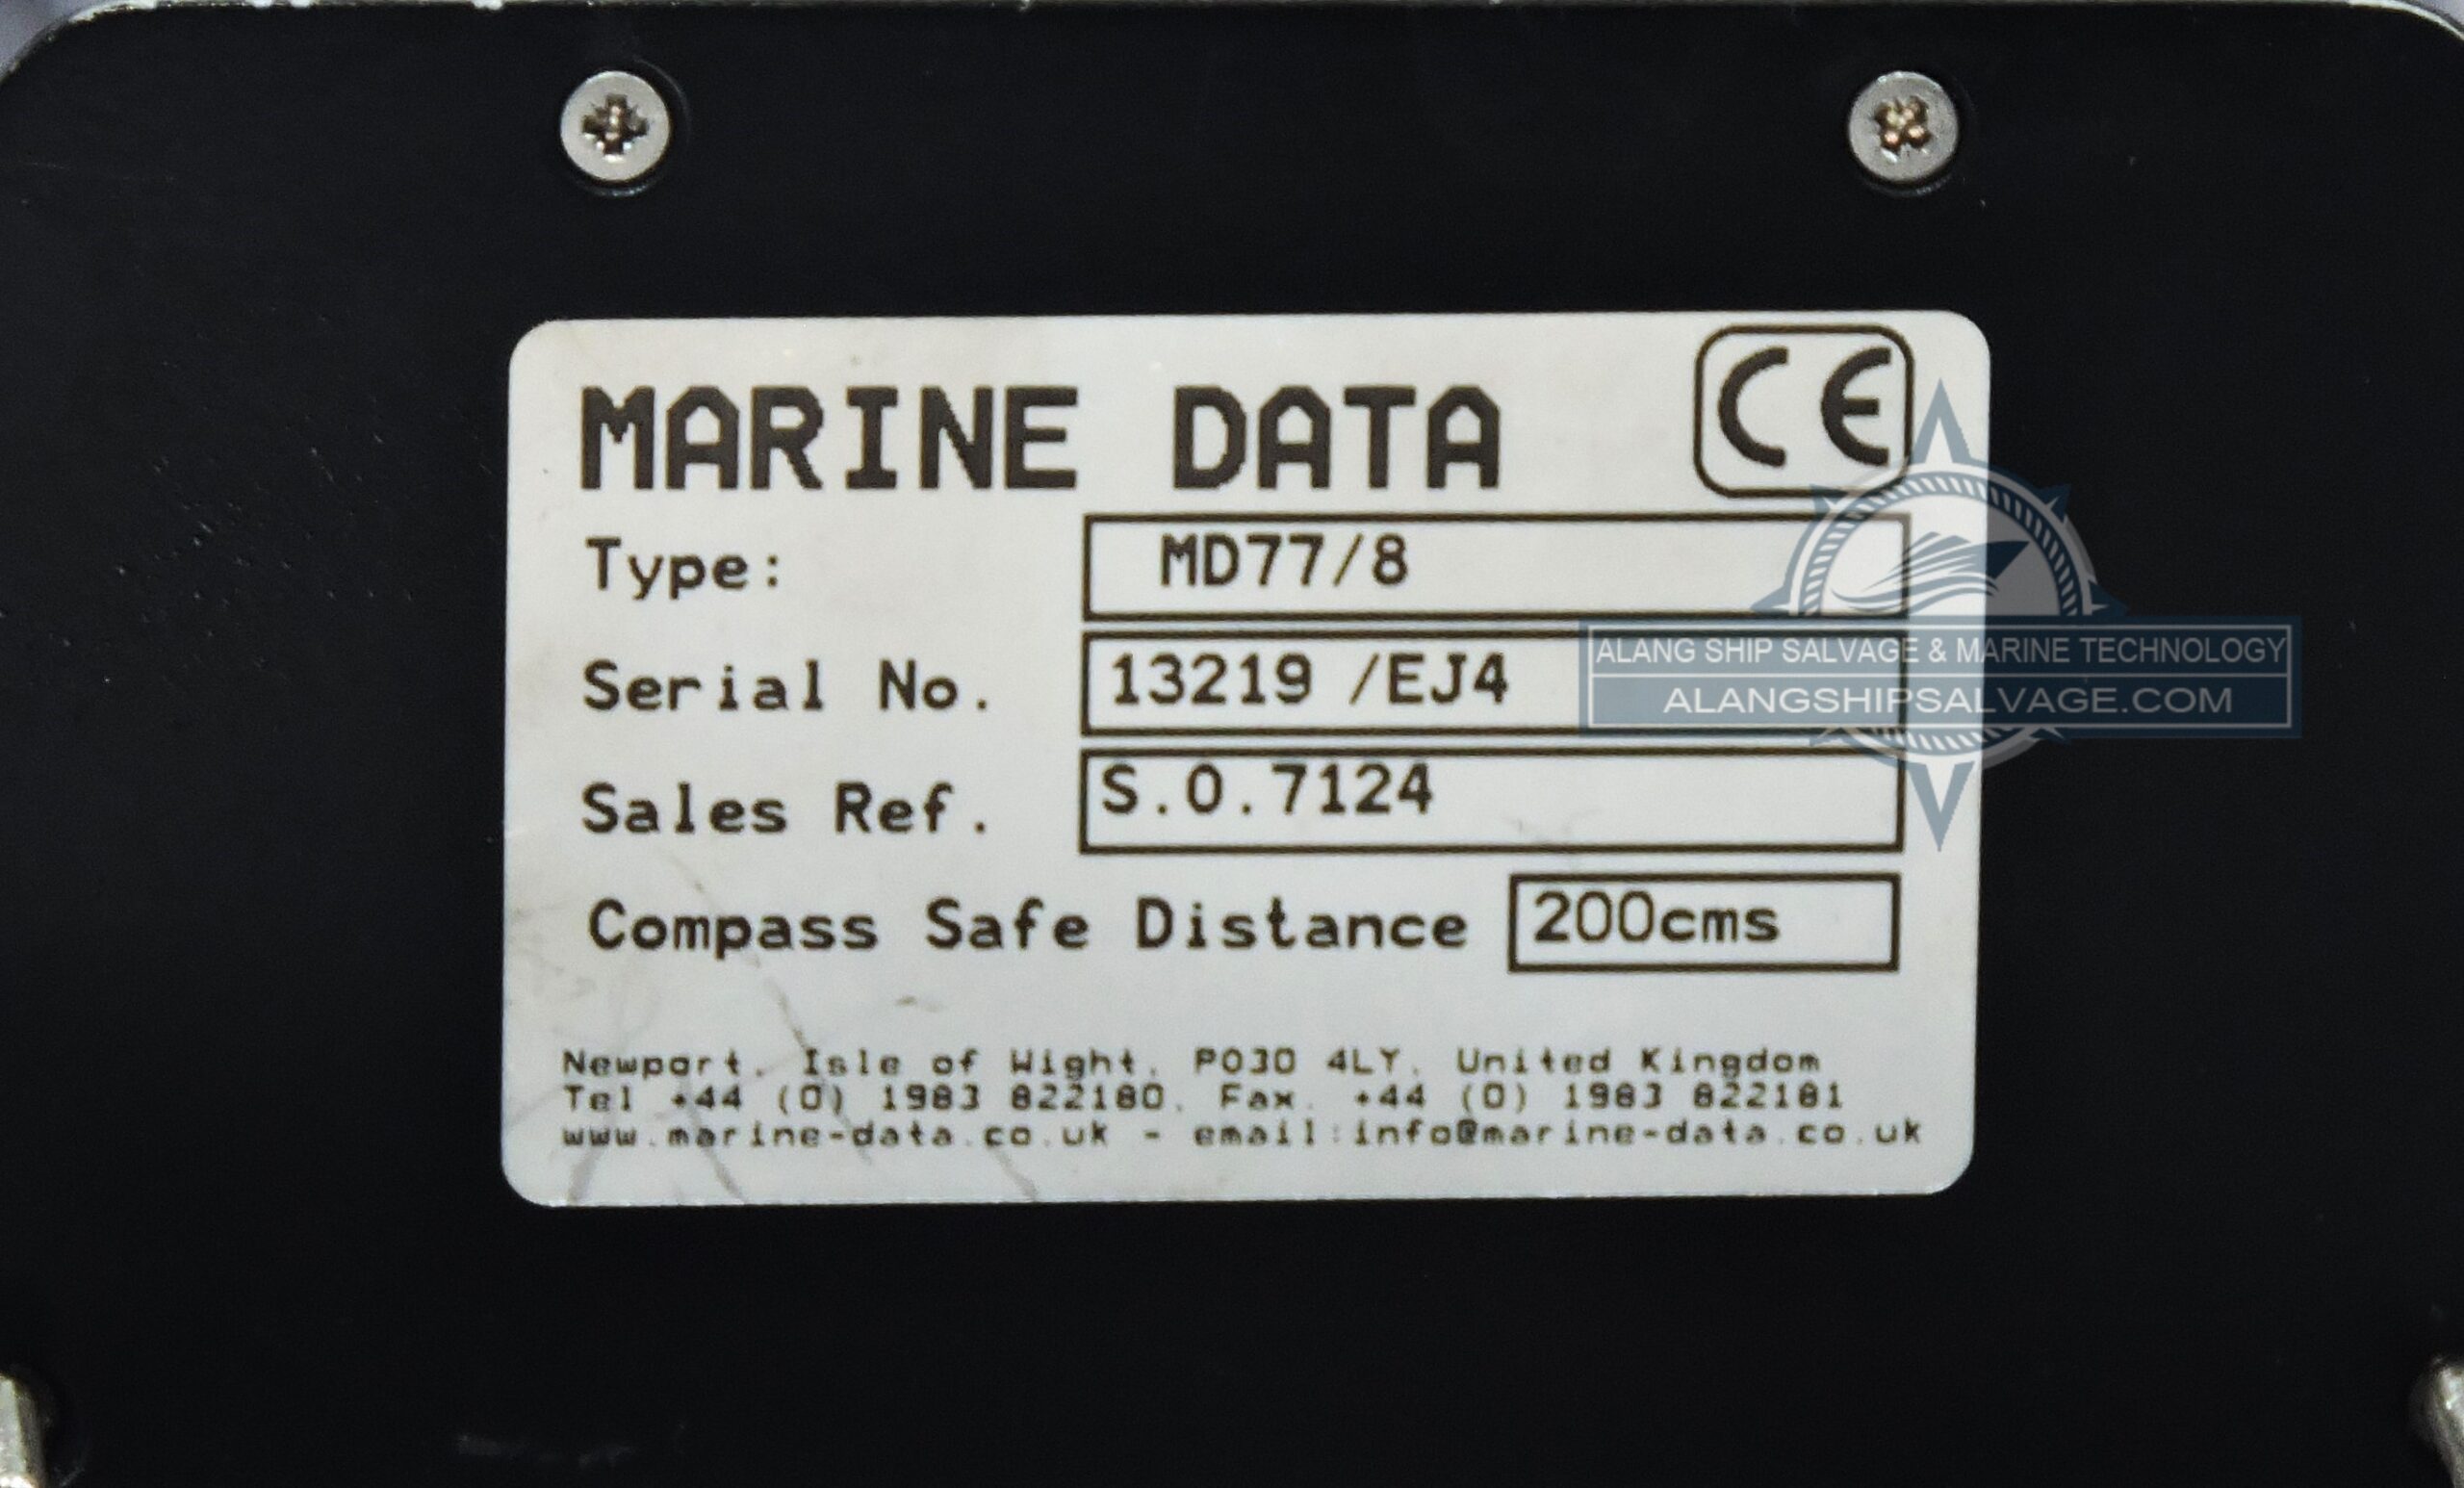 MARINE DATA CE
Type: MD77/8
Serial No. 13219 /EJ4
Sales Ref. S.O.7124
Compass Safe Distance 200cms
Newport. Isle of Wight. PO30 4LY. United Kingdom
Tel +44 (0) 1983 822180. Fax. +44 (0) 1983 822181
www.marine-data.co.uk - email:info@marine-data.co.uk
ALANG SHIP SALVAGE & MARINE TECHNOLOGY
ALANGSHIPSALVAGE.COM